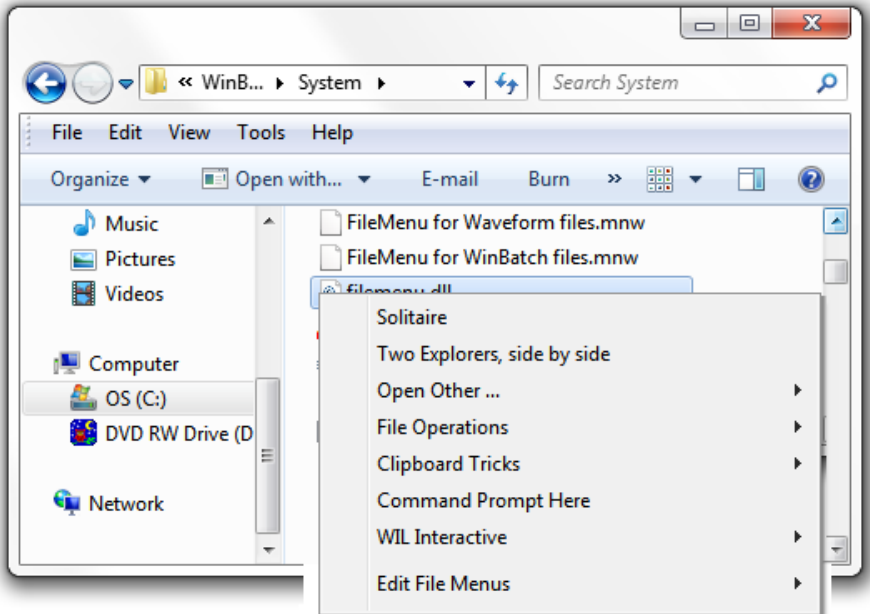 « WinB... System
Search System
File Edit View Tools Help
Organize Open with... E-mail Burn »
Music
Pictures
Videos
Computer
OS (C:)
DVD RW Drive (D
Network
FileMenu for Waveform files.mnw
FileMenu for WinBatch files.mnw
filemenu.dll
Solitaire
Two Explorers, side by side
Open Other ...
File Operations
Clipboard Tricks
Command Prompt Here
WIL Interactive
Edit File Menus